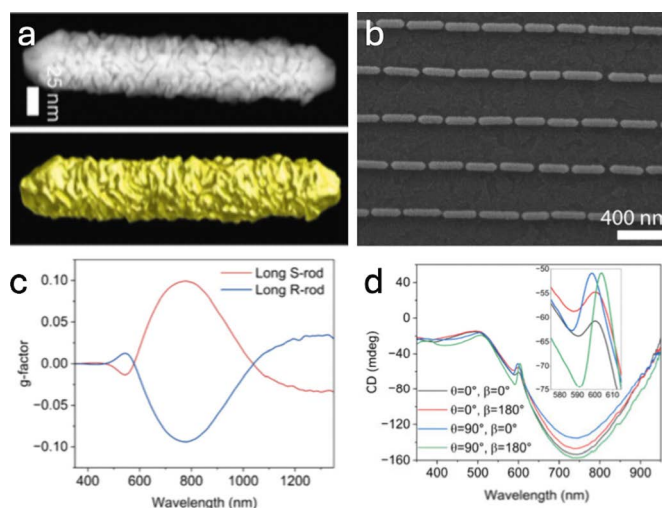 a
25 nm
b
400 nm
c
0.10
0.05
0.00
−0.05
−0.10
g-factor
Long S-rod
Long R-rod
400 600 800 1000 1200
Wavelength (nm)
d
40
0
−40
−80
−120
−160
CD (mdeg)
−50
−55
−60
−65
−70
−75
580 590 600 610
θ=0°, β=0°
θ=0°, β=180°
θ=90°, β=0°
θ=90°, β=180°
400 500 600 700 800 900
Wavelength (nm)